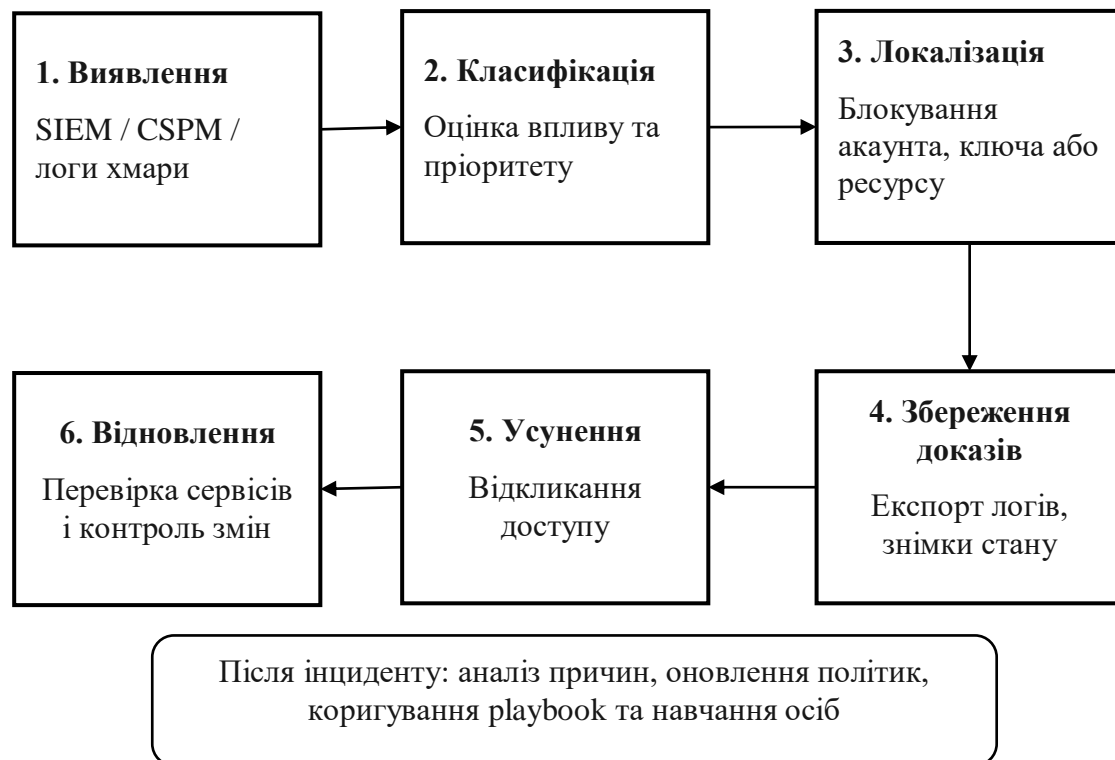 1. Виявлення
SIEM / CSPM /
логи хмари
2. Класифікація
Оцінка впливу та
пріоритету
3. Локалізація
Блокування
акаунта, ключа або
ресурсу
4. Збереження
доказів
Експорт логів,
знімки стану
5. Усунення
Відкликання
доступу
6. Відновлення
Перевірка сервісів
і контроль змін
Після інциденту: аналіз причин, оновлення політик,
коригування playbook та навчання осіб